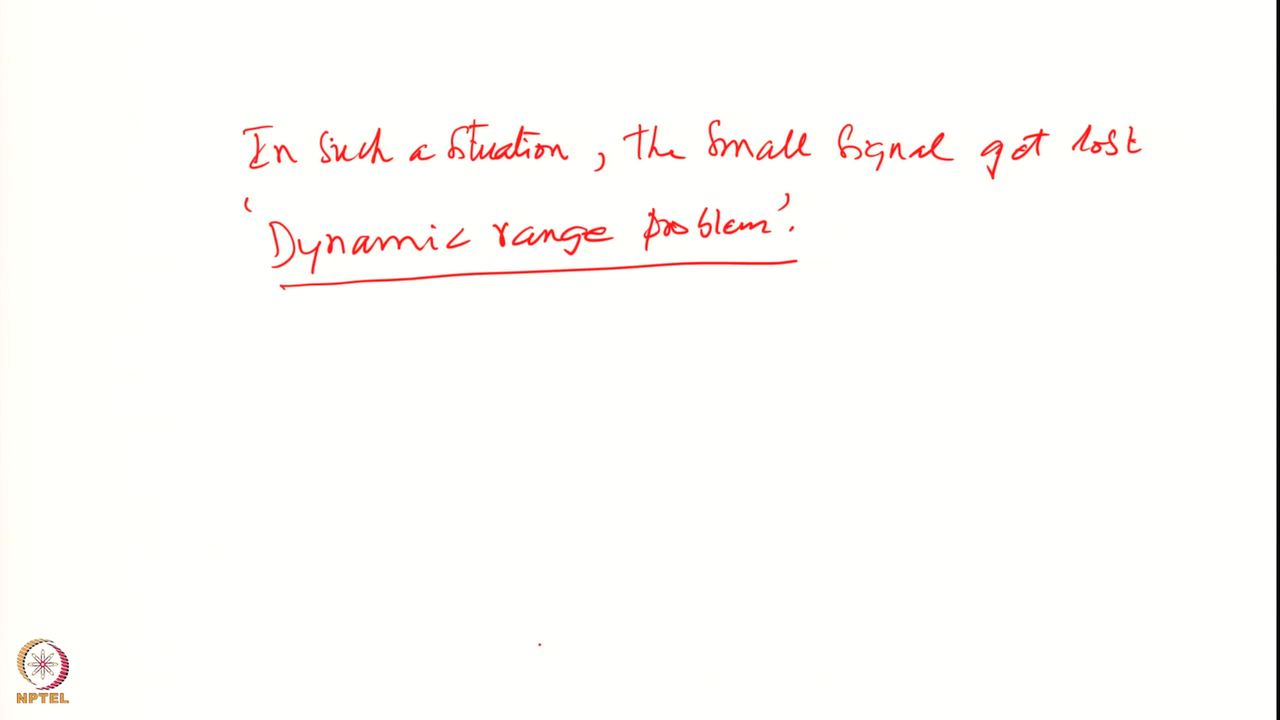 In such a situation, the small signal got lost
'Dynamic range problem'.
NPTEL